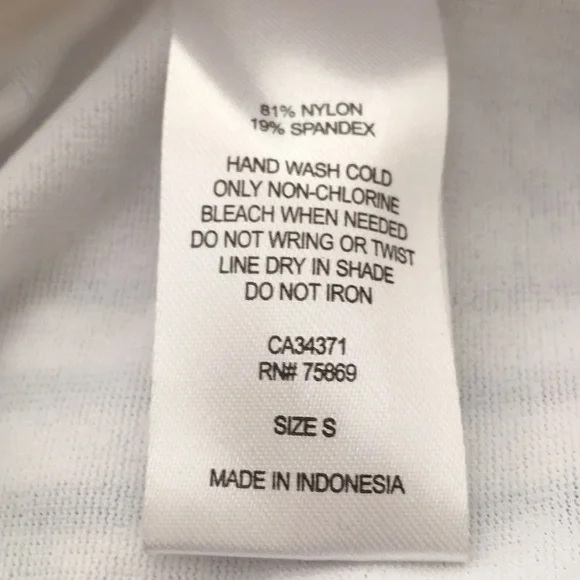 81% NYLON
19% SPANDEX
HAND WASH COLD
ONLY NON-CHLORINE
BLEACH WHEN NEEDED
DO NOT WRING OR TWIST
LINE DRY IN SHADE
DO NOT IRON
CA34371
RN# 75869
SIZE S
MADE IN INDONESIA